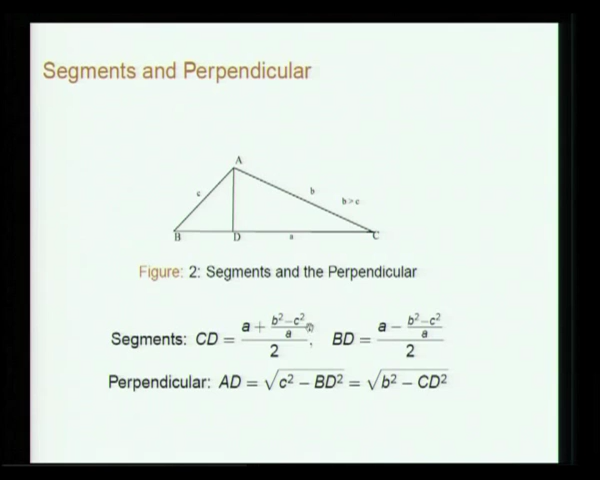 Segments and Perpendicular
A
c
b
b > c
B
D
a
C
Figure: 2: Segments and the Perpendicular
Segments: CD = (a + (b² − c²)/a)/2, BD = (a − (b² − c²)/a)/2
Perpendicular: AD = √(c² − BD²) = √(b² − CD²)